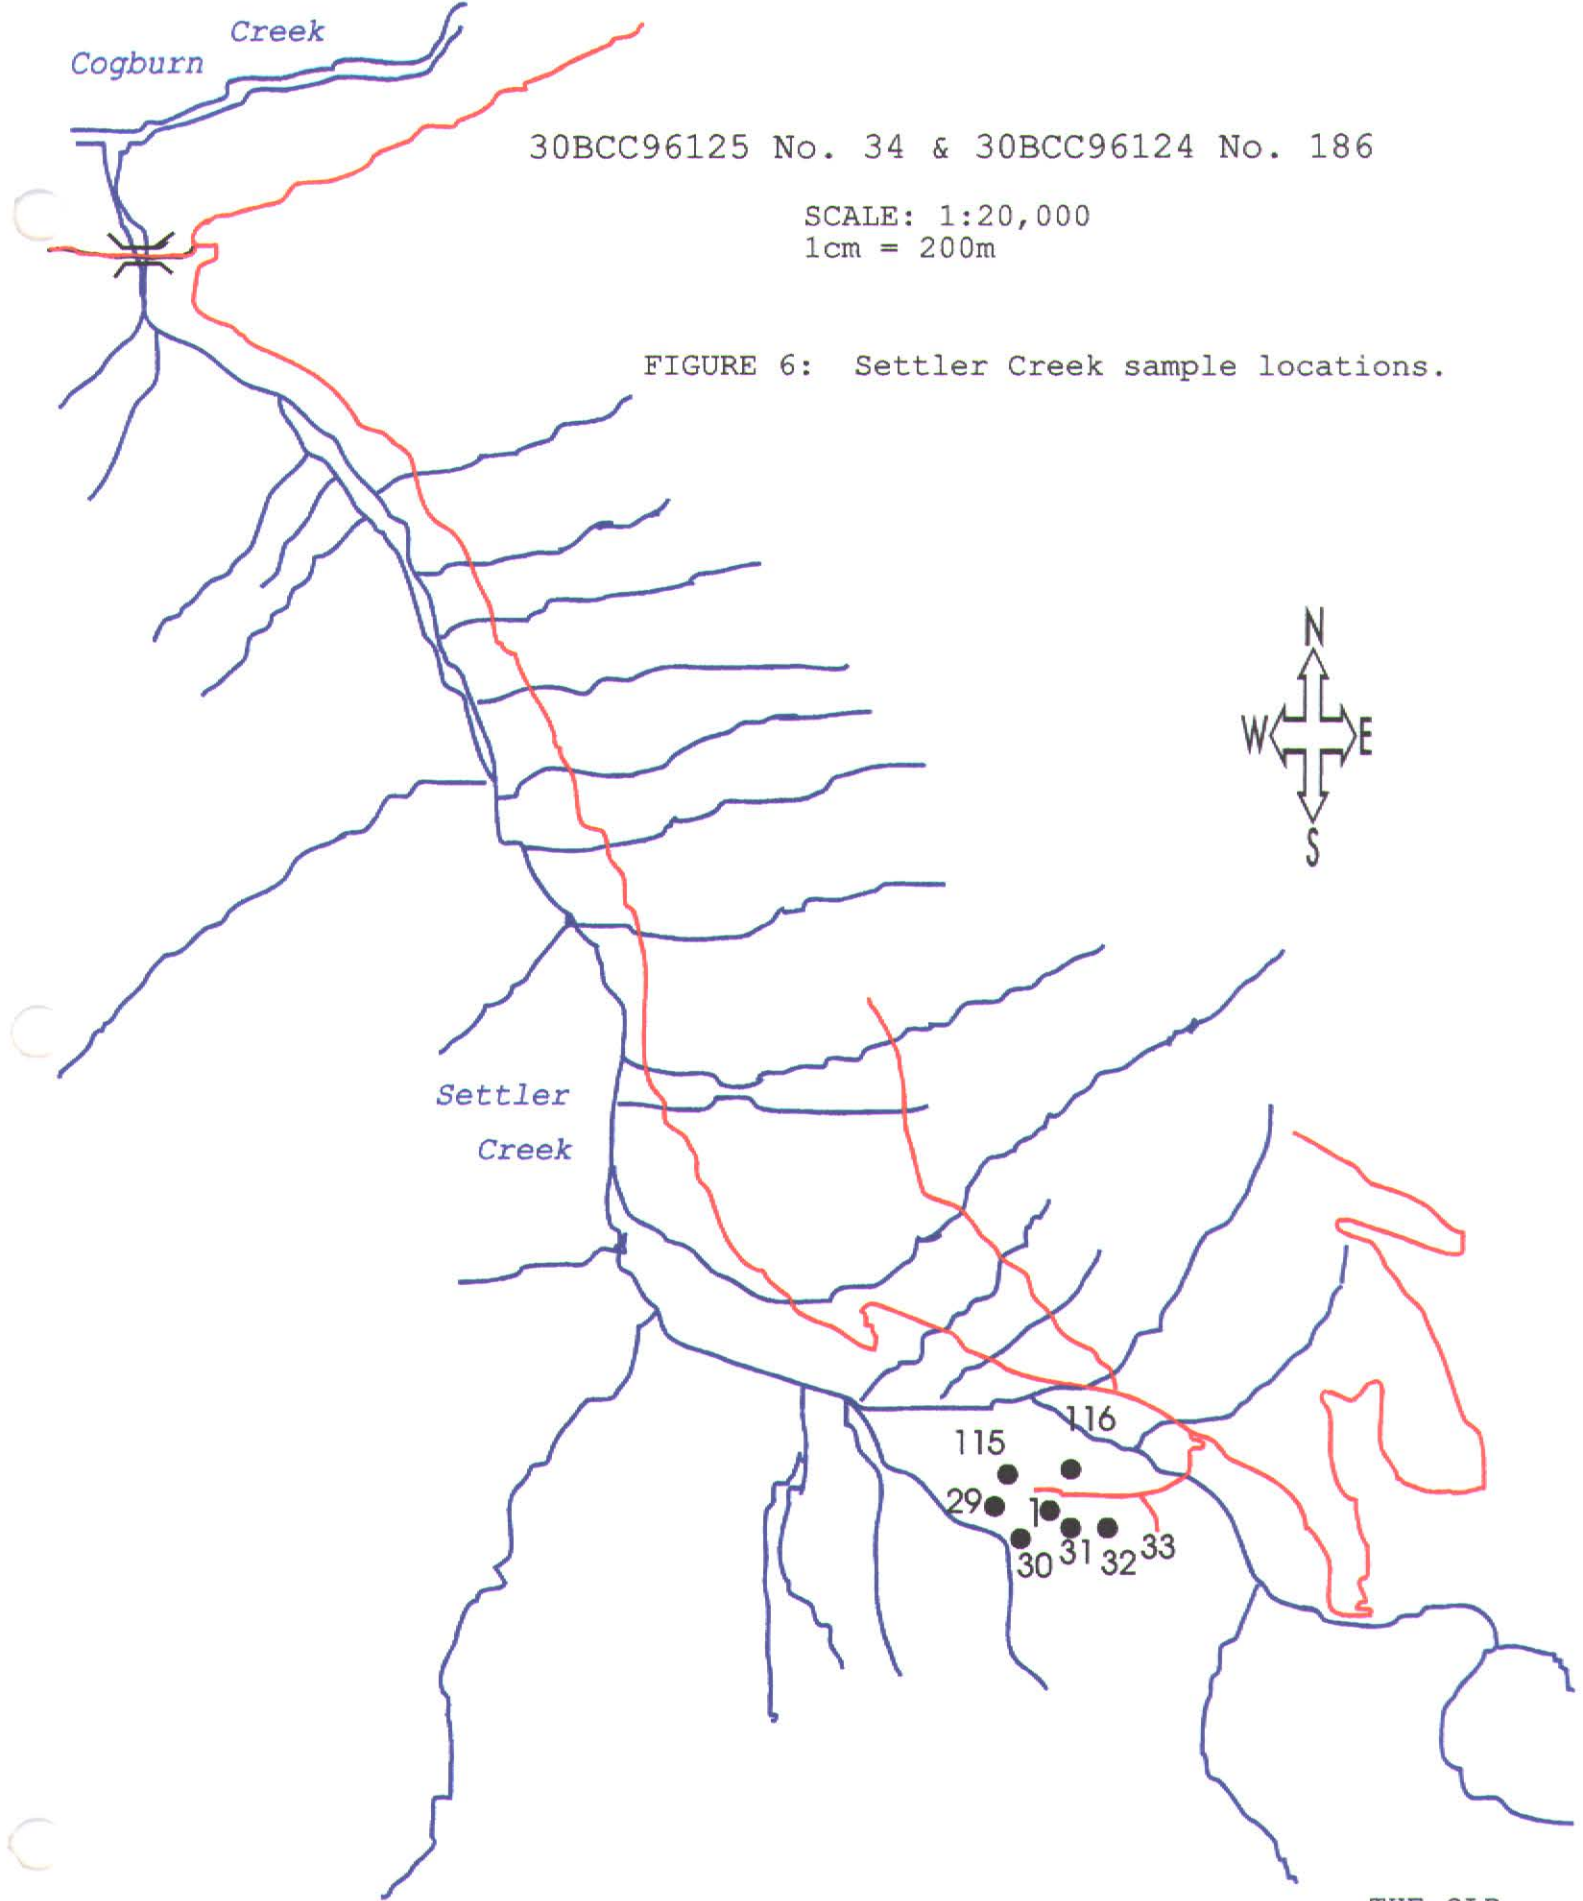 Creek
Cogburn
30BCC96125 No. 34 & 30BCC96124 No. 186
SCALE: 1:20,000
1cm = 200m
FIGURE 6: Settler Creek sample locations.
N
W E
S
Settler
Creek
116
115
29 1
30 31 32 33